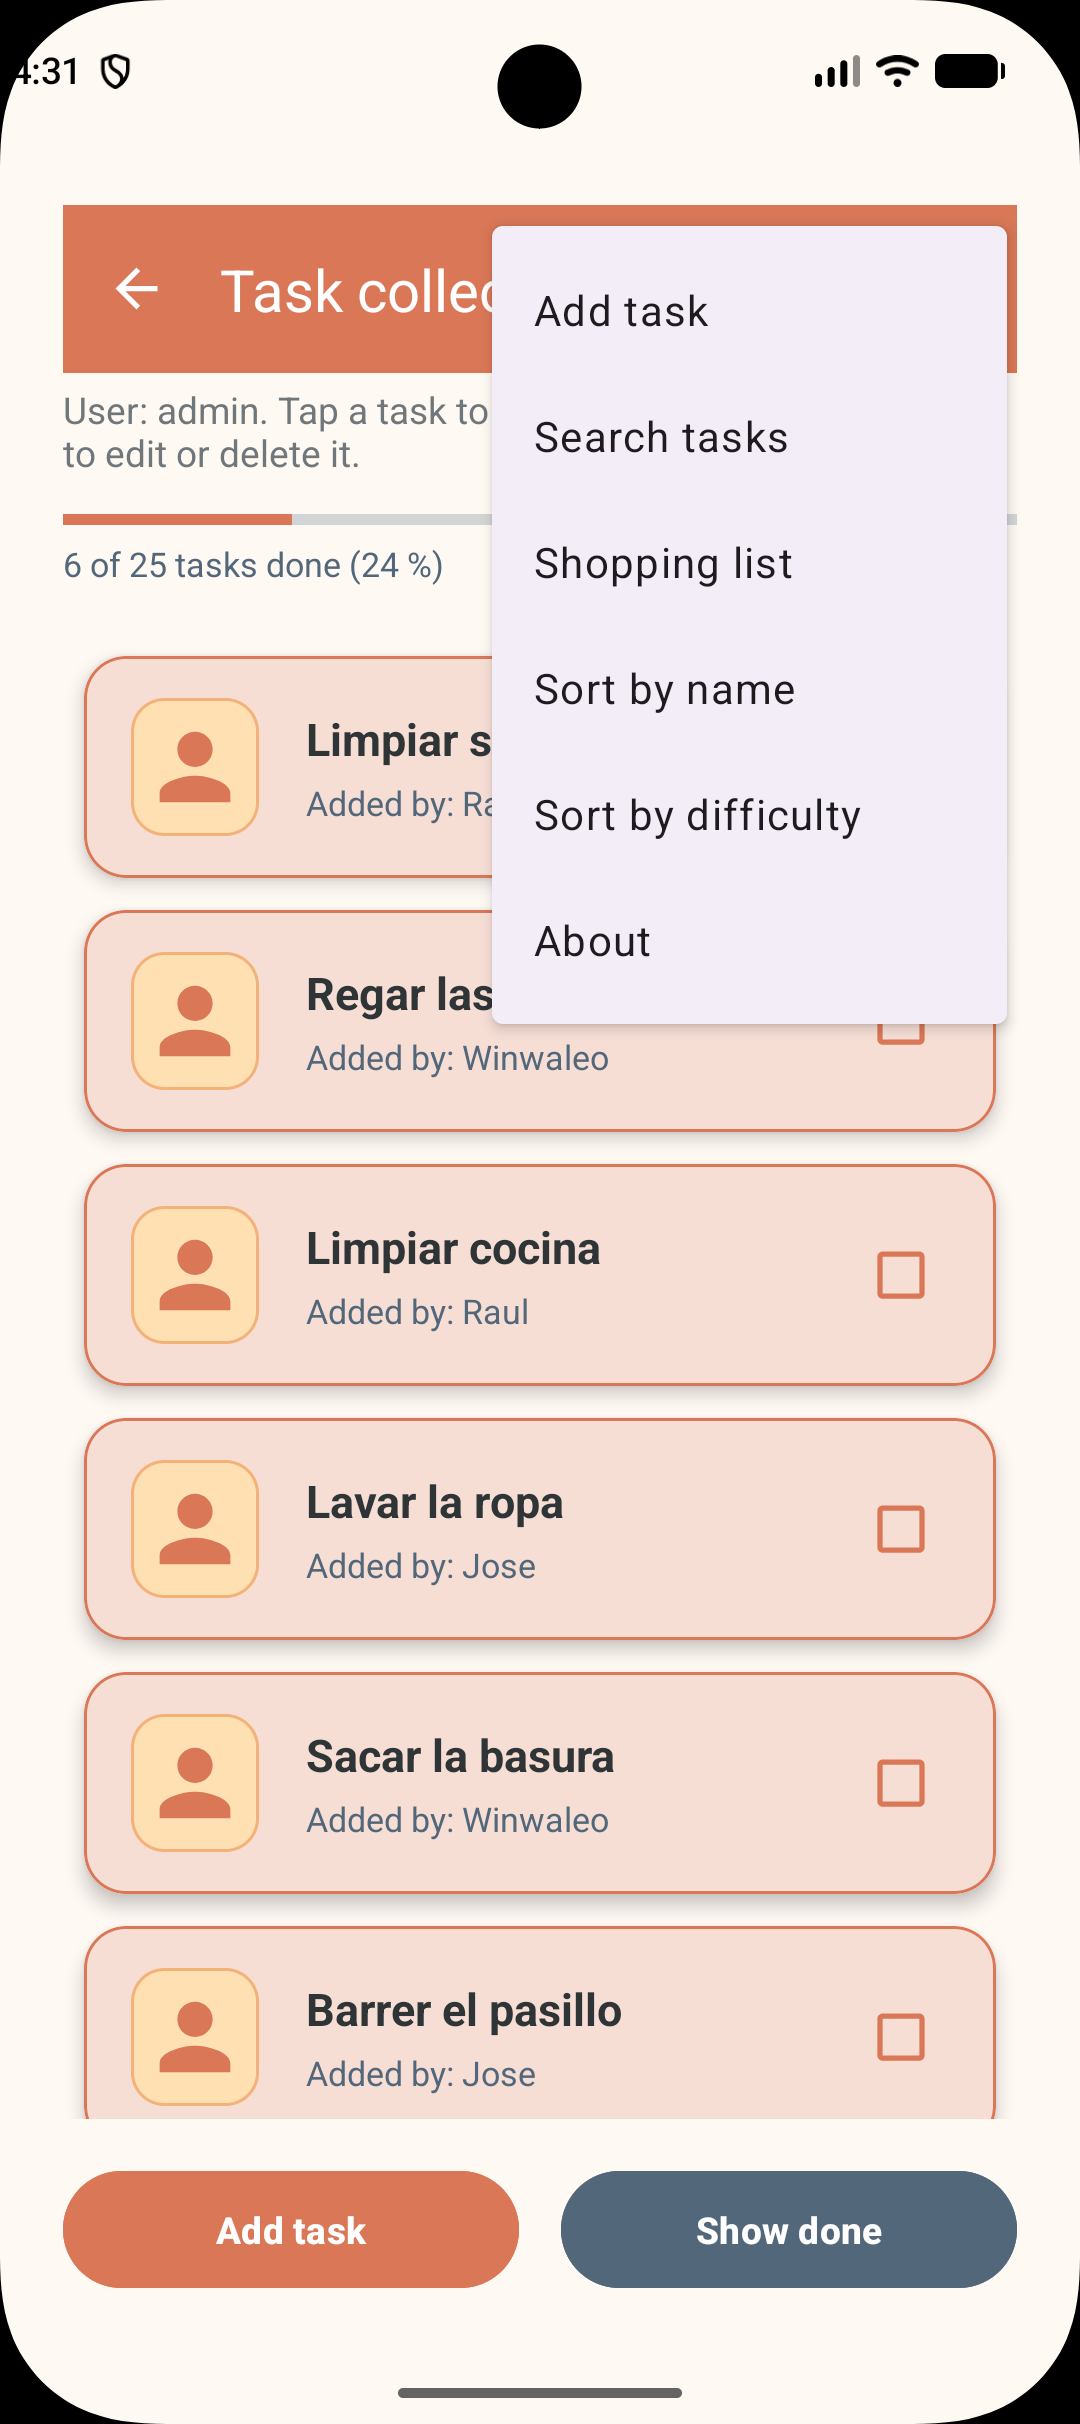 4:31
Task collec
Add task
Search tasks
Shopping list
Sort by name
Sort by difficulty
About
User: admin. Tap a task to
to edit or delete it.
6 of 25 tasks done (24 %)
Limpiar s
Added by: Ra
Regar las
Added by: Winwaleo
Limpiar cocina
Added by: Raul
Lavar la ropa
Added by: Jose
Sacar la basura
Added by: Winwaleo
Barrer el pasillo
Added by: Jose
Add task
Show done